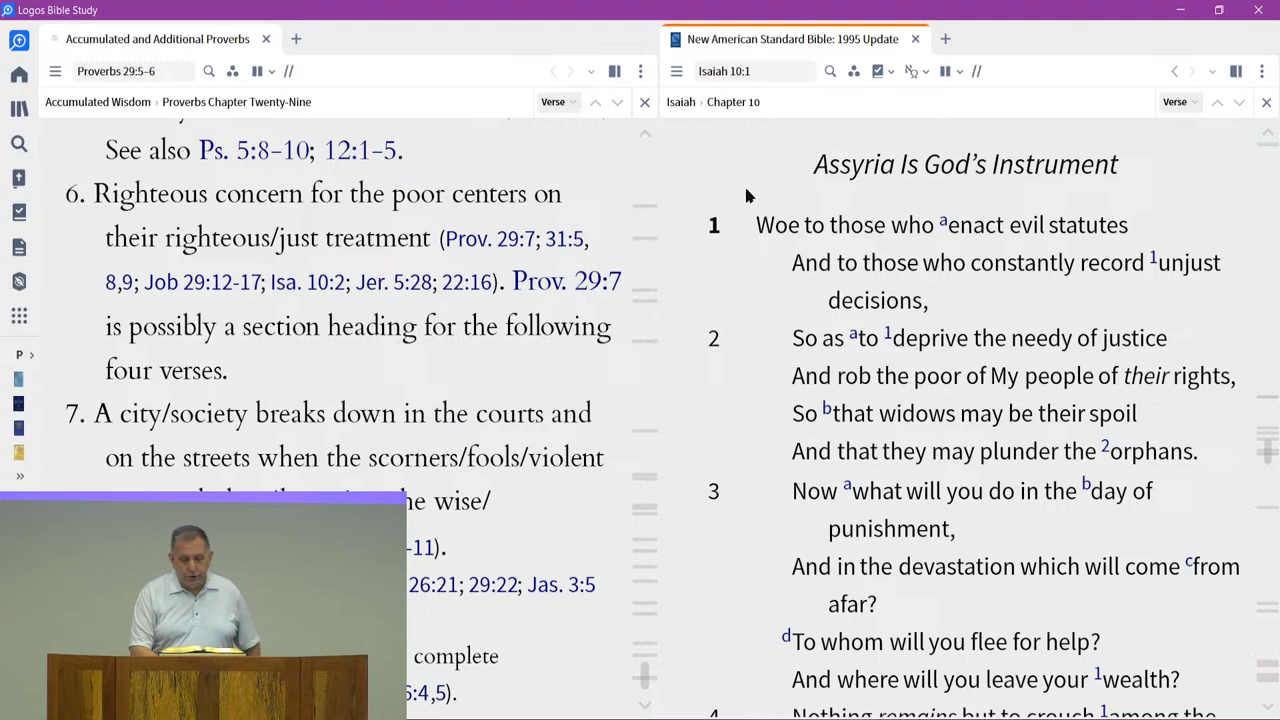 Logos Bible Study
Accumulated and Additional Proverbs
Proverbs 29:5–6
Accumulated Wisdom › Proverbs Chapter Twenty-Nine
Verse
See also Ps. 5:8–10; 12:1–5.
6. Righteous concern for the poor centers on
their righteous/just treatment (Prov. 29:7; 31:5,
8,9; Job 29:12-17; Isa. 10:2; Jer. 5:28; 22:16). Prov. 29:7
is possibly a section heading for the following
four verses.
7. A city/society breaks down in the courts and
on the streets when the scorners/fools/violent
he wise/
-11).
26:21; 29:22; Jas. 3:5
complete
6:4,5).
P
New American Standard Bible: 1995 Update
Isaiah 10:1
Isaiah › Chapter 10
Verse
Assyria Is God’s Instrument
1 Woe to those who aenact evil statutes
And to those who constantly record 1unjust
decisions,
2 So as ato 1deprive the needy of justice
And rob the poor of My people of their rights,
So bthat widows may be their spoil
And that they may plunder the 2orphans.
3 Now awhat will you do in the bday of
punishment,
And in the devastation which will come cfrom
afar?
dTo whom will you flee for help?
And where will you leave your 1wealth?
4 Nothing remains but to crouch 1among the